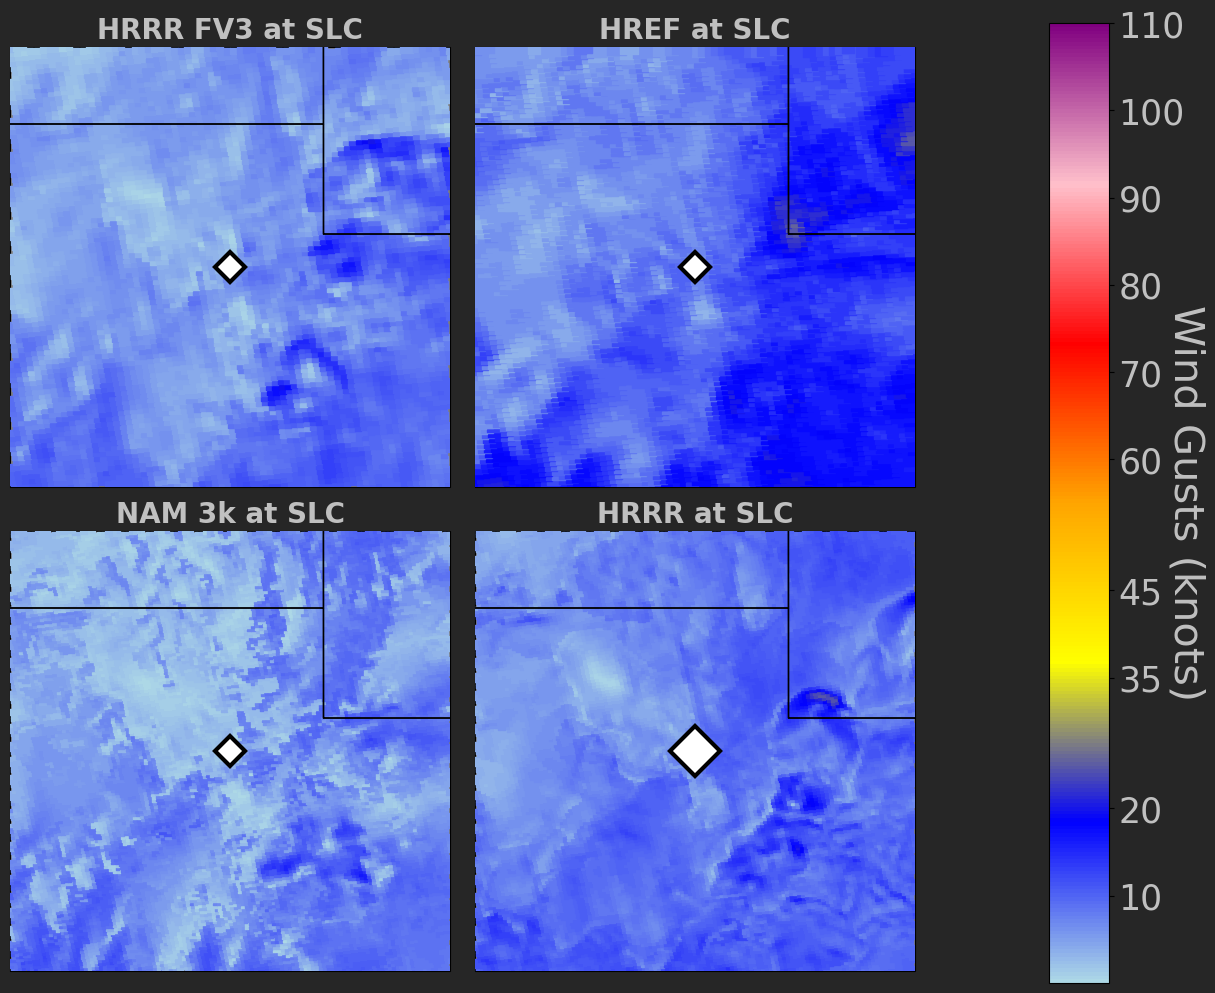 HRRR FV3 at SLC
HREF at SLC
NAM 3k at SLC
HRRR at SLC
110
100
90
80
70
60
45
35
20
10
Wind Gusts (knots)